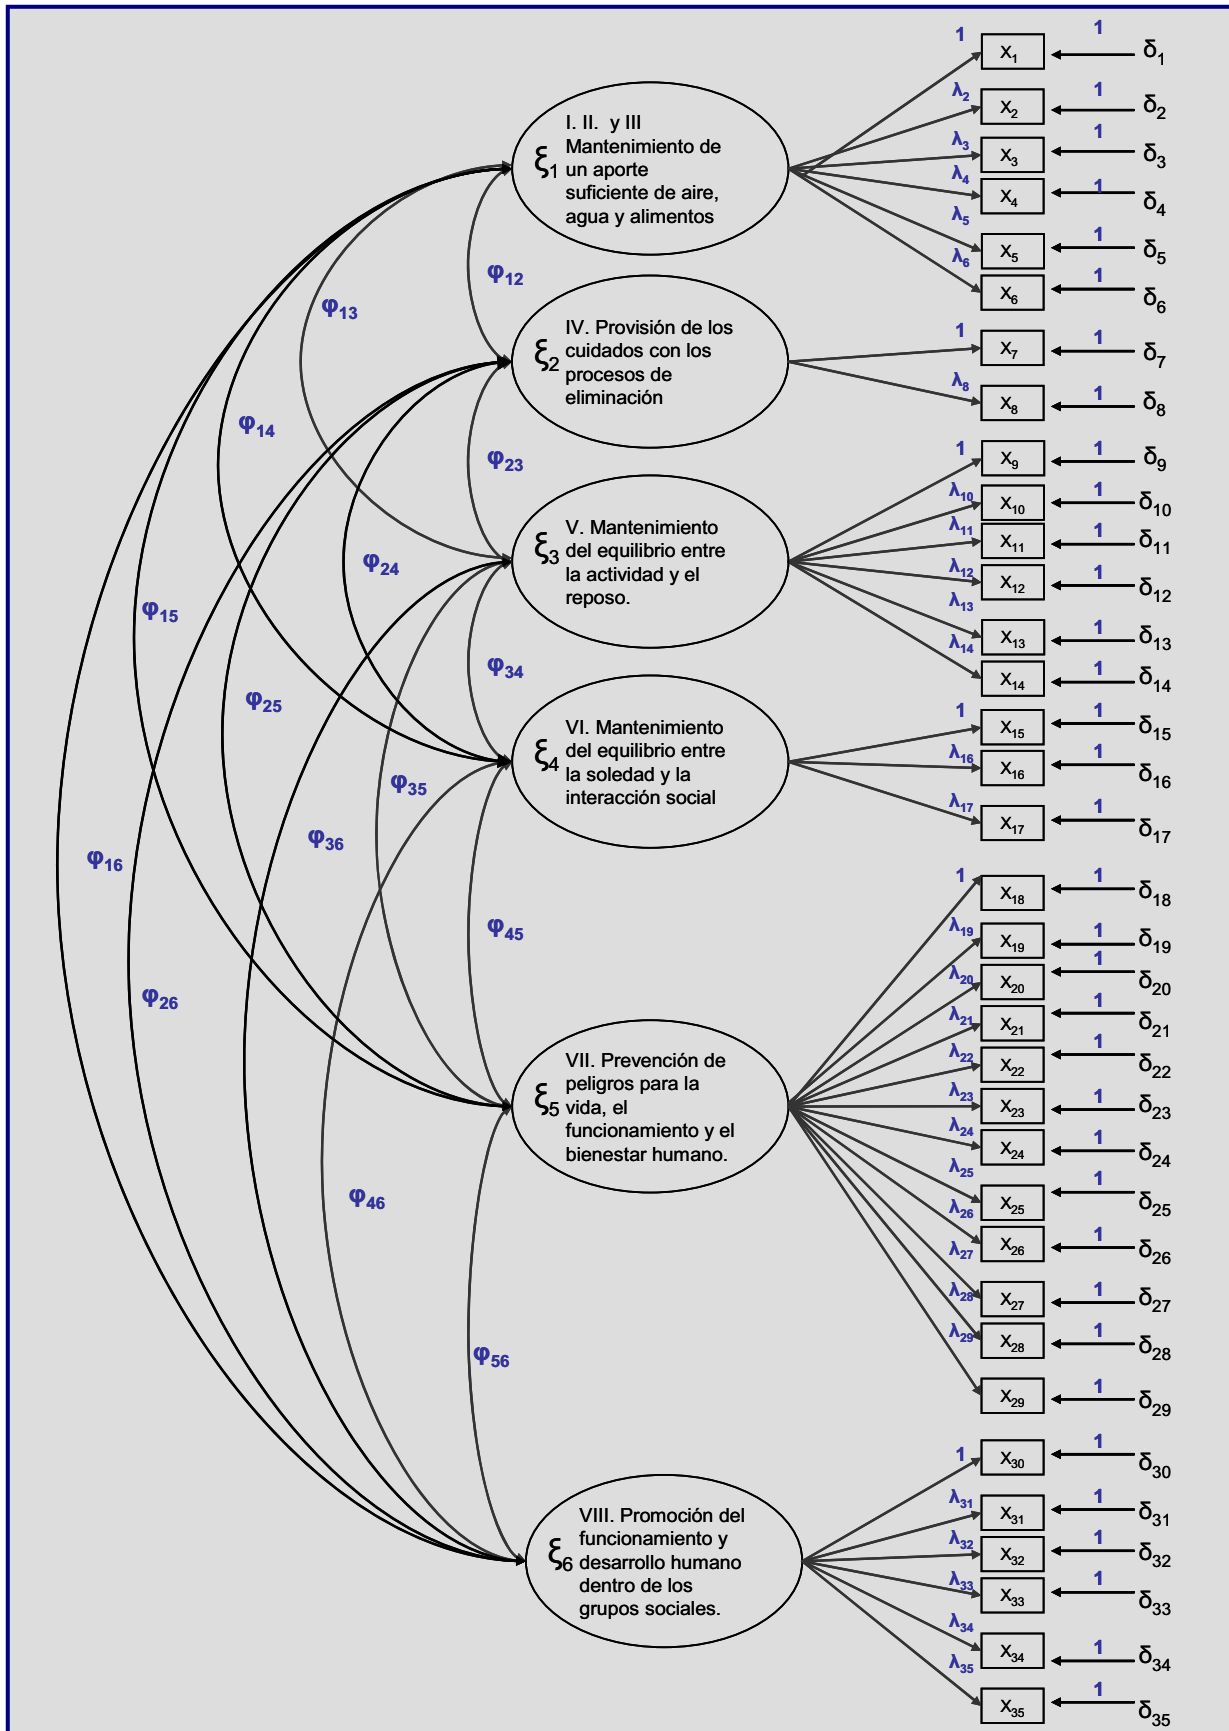 1 x1 1 δ1
λ2 x2 1 δ2
λ3 x3 1 δ3
λ4 x4 1 δ4
λ5 x5 1 δ5
λ6 x6 1 δ6
ξ1
I. II. y III
Mantenimiento de
un aporte
suficiente de aire,
agua y alimentos
φ12
φ13
1 x7 1 δ7
λ8 x8 1 δ8
ξ2
IV. Provisión de los
cuidados con los
procesos de
eliminación
φ14
φ23
1 x9 1 δ9
λ10 x10 1 δ10
λ11 x11 1 δ11
λ12 x12 1 δ12
λ13 x13 1 δ13
λ14 x14 1 δ14
ξ3
V. Mantenimiento
del equilibrio entre
la actividad y el
reposo.
φ24
φ15
φ34
φ25
1 x15 1 δ15
λ16 x16 1 δ16
λ17 x17 1 δ17
ξ4
VI. Mantenimiento
del equilibrio entre
la soledad y la
interacción social
φ35
φ36
φ16
φ45
φ26
1 x18 1 δ18
λ19 x19 1 δ19
λ20 x20 1 δ20
λ21 x21 1 δ21
λ22 x22 1 δ22
λ23 x23 1 δ23
λ24 x24 1 δ24
λ25 x25 1 δ25
λ26 x26 1 δ26
λ27 x27 1 δ27
λ28 x28 1 δ28
λ29 x29 1 δ29
ξ5
VII. Prevención de
peligros para la
vida, el
funcionamiento y el
bienestar humano.
φ46
φ56
1 x30 1 δ30
λ31 x31 1 δ31
λ32 x32 1 δ32
λ33 x33 1 δ33
λ34 x34 1 δ34
λ35 x35 1 δ35
ξ6
VIII. Promoción del
funcionamiento y
desarrollo humano
dentro de los
grupos sociales.